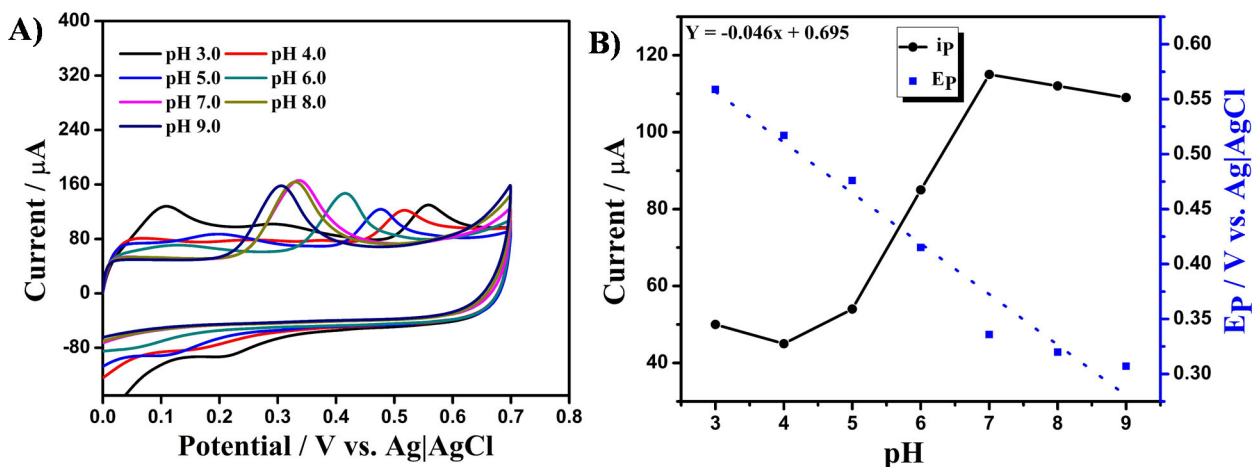 A)
400
320
240
160
80
0
-80
Current / μA
pH 3.0 pH 4.0
pH 5.0 pH 6.0
pH 7.0 pH 8.0
pH 9.0
0.0 0.1 0.2 0.3 0.4 0.5 0.6 0.7 0.8
Potential / V vs. Ag|AgCl
B)
Y = -0.046x + 0.695
iP
EP
120
100
80
60
40
Current / μA
3 4 5 6 7 8 9
pH
0.60
0.55
0.50
0.45
0.40
0.35
0.30
EP / V vs. Ag|AgCl